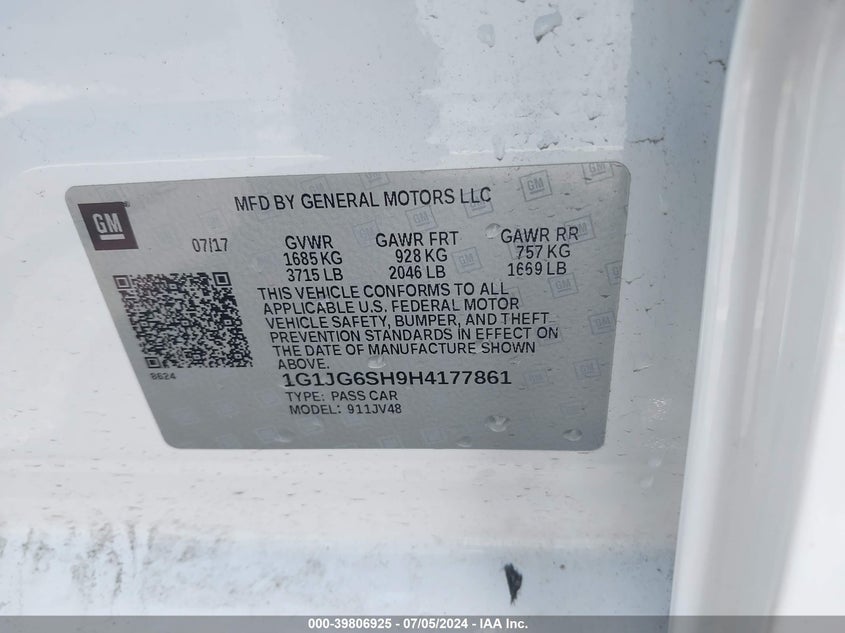 MFD BY GENERAL MOTORS LLC
GM
07/17 GVWR GAWR FRT GAWR RR
1685 KG 928 KG 757 KG
3715 LB 2046 LB 1669 LB
THIS VEHICLE CONFORMS TO ALL
APPLICABLE U.S. FEDERAL MOTOR
VEHICLE SAFETY, BUMPER, AND THEFT
PREVENTION STANDARDS IN EFFECT ON
THE DATE OF MANUFACTURE SHOWN
ABOVE.
8624
1G1JG6SH9H4177861
TYPE: PASS CAR
MODEL: 911JV48
000-39806925 - 07/05/2024 - IAA Inc.